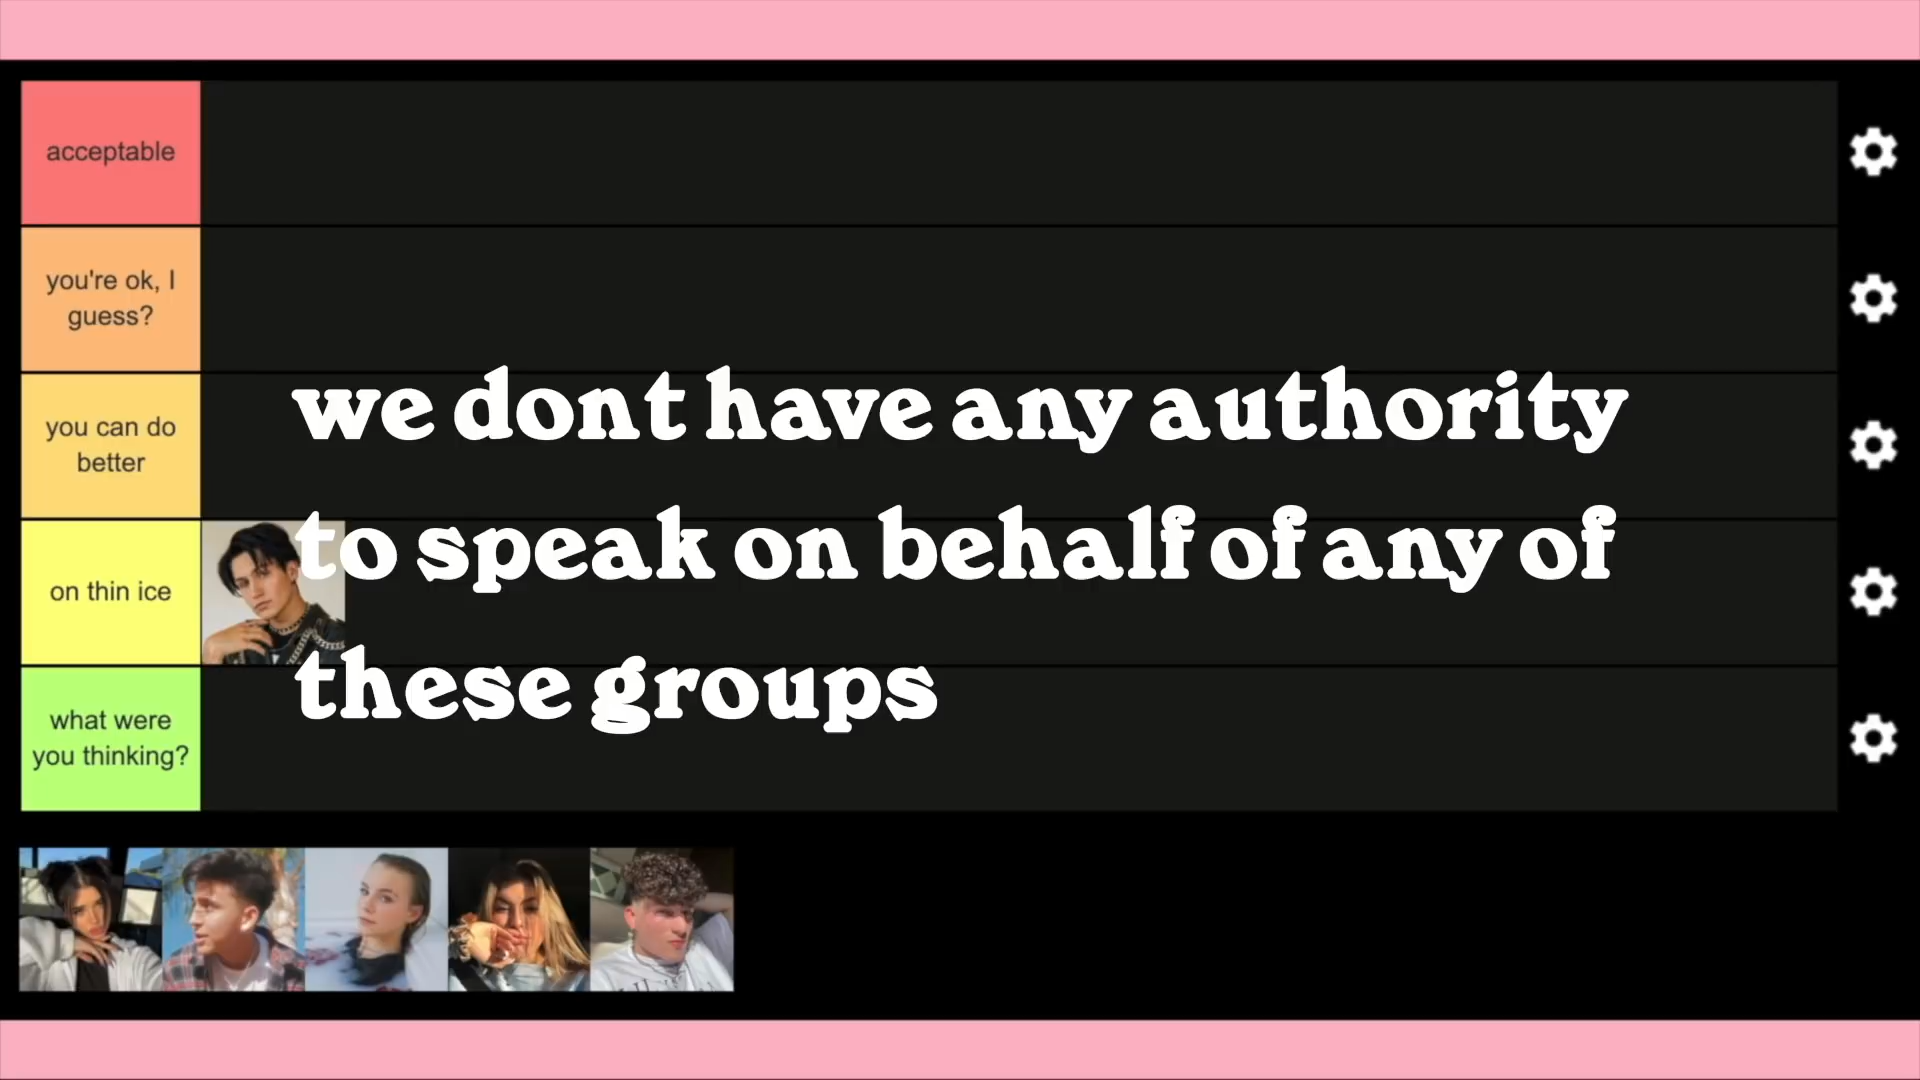 acceptable
you're ok, I
guess?
you can do
better
on thin ice
what were
you thinking?
we dont have any authority
to speak on behalf of any of
these groups